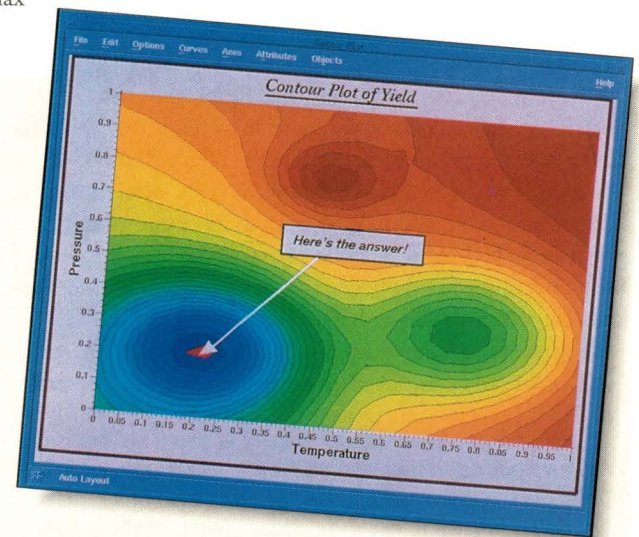 ax
File Edit Options Curves Axes Attributes Objects Help
Contour Plot of Yield
Here's the answer!
Pressure
1
0.9
0.8
0.7
0.6
0.5
0.4
0.3
0.2
0.1
0
0 0.05 0.1 0.15 0.2 0.25 0.3 0.35 0.4 0.45 0.5 0.55 0.6 0.65 0.7 0.75 0.8 0.85 0.9 0.95 1
Temperature
Auto Layout